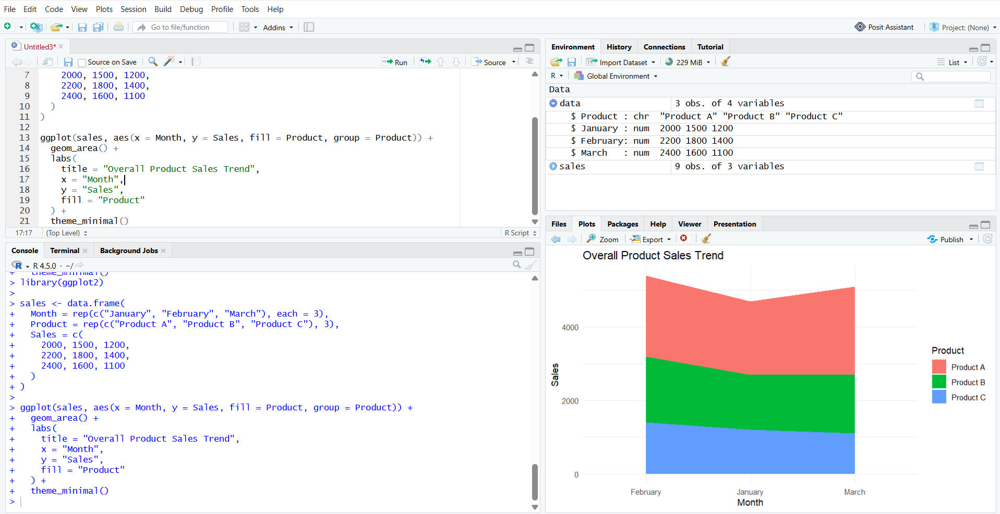 File Edit Code View Plots Session Build Debug Profile Tools Help
Go to file/function Addins Posit Assistant Project: (None)
Untitled3*
Source on Save Run Source
7 2000, 1500, 1200,
8 2200, 1800, 1400,
9 2400, 1600, 1100
10 )
11 )
12
13 ggplot(sales, aes(x = Month, y = Sales, fill = Product, group = Product)) +
14 geom_area() +
15 labs(
16 title = "Overall Product Sales Trend",
17 x = "Month",
18 y = "Sales",
19 fill = "Product"
20 ) +
21 theme_minimal()
17:17 (Top Level) R Script
Console Terminal Background Jobs
R 4.5.0 · ~/
+ theme_minimal()
> library(ggplot2)
>
> sales <- data.frame(
+ Month = rep(c("January", "February", "March"), each = 3),
+ Product = rep(c("Product A", "Product B", "Product C"), 3),
+ Sales = c(
+ 2000, 1500, 1200,
+ 2200, 1800, 1400,
+ 2400, 1600, 1100
+ )
+ )
>
> ggplot(sales, aes(x = Month, y = Sales, fill = Product, group = Product)) +
+ geom_area() +
+ labs(
+ title = "Overall Product Sales Trend",
+ x = "Month",
+ y = "Sales",
+ fill = "Product"
+ ) +
+ theme_minimal()
>
Environment History Connections Tutorial
Import Dataset 229 MiB List
R Global Environment
Data
data 3 obs. of 4 variables
$ Product : chr "Product A" "Product B" "Product C"
$ January : num 2000 1500 1200
$ February: num 2200 1800 1400
$ March : num 2400 1600 1100
sales 9 obs. of 3 variables
Files Plots Packages Help Viewer Presentation
Zoom Export Publish
Overall Product Sales Trend
4000
2000
0
Sales
February January March
Month
Product
Product A
Product B
Product C